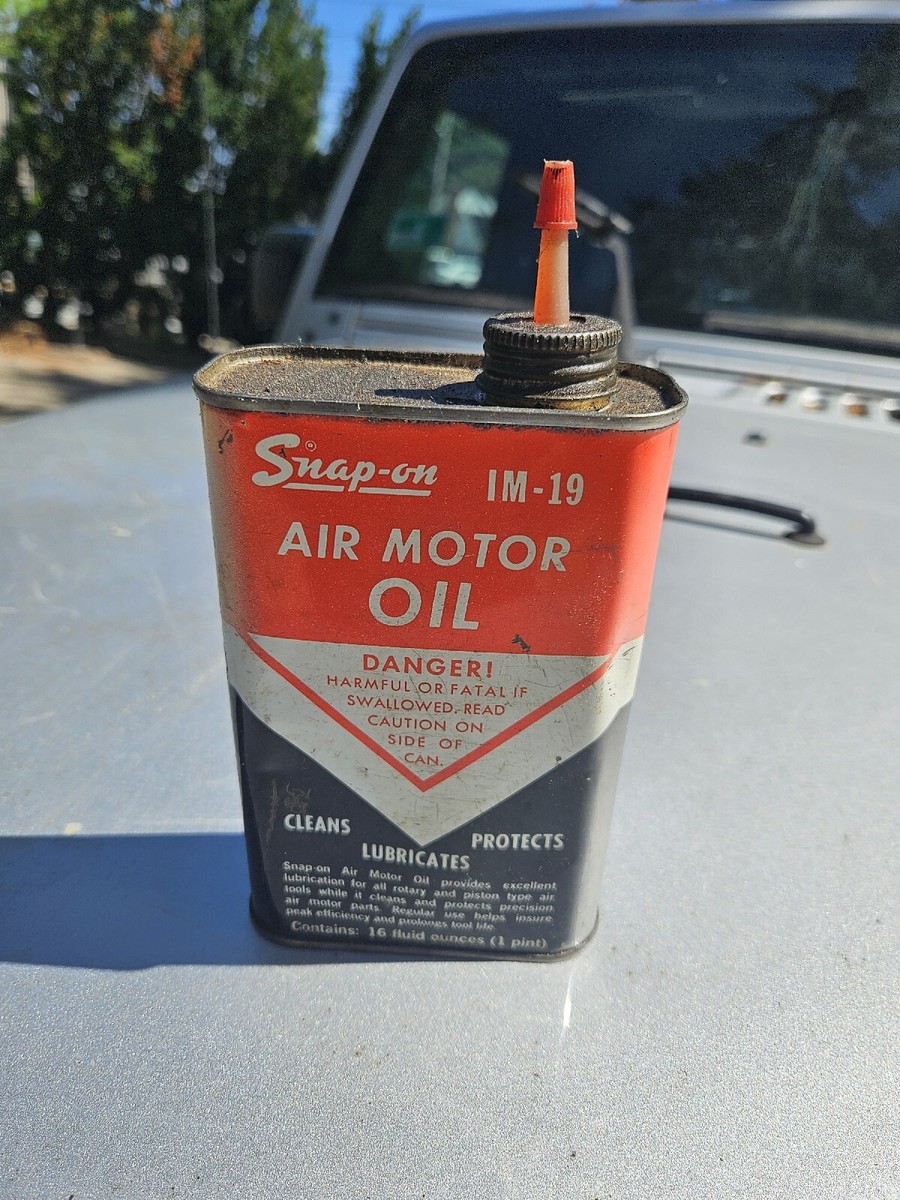 Snap-on® IM-19
AIR MOTOR
OIL
DANGER!
HARMFUL OR FATAL IF
SWALLOWED. READ
CAUTION ON
SIDE OF
CAN.
CLEANS
LUBRICATES
PROTECTS
Snap-on Air Motor Oil provides excellent
lubrication for all rotary and piston type air
tools while it cleans and protects precision
air motor parts. Regular use helps insure
peak efficiency and prolongs tool life.
Contains: 16 fluid ounces (1 pint)